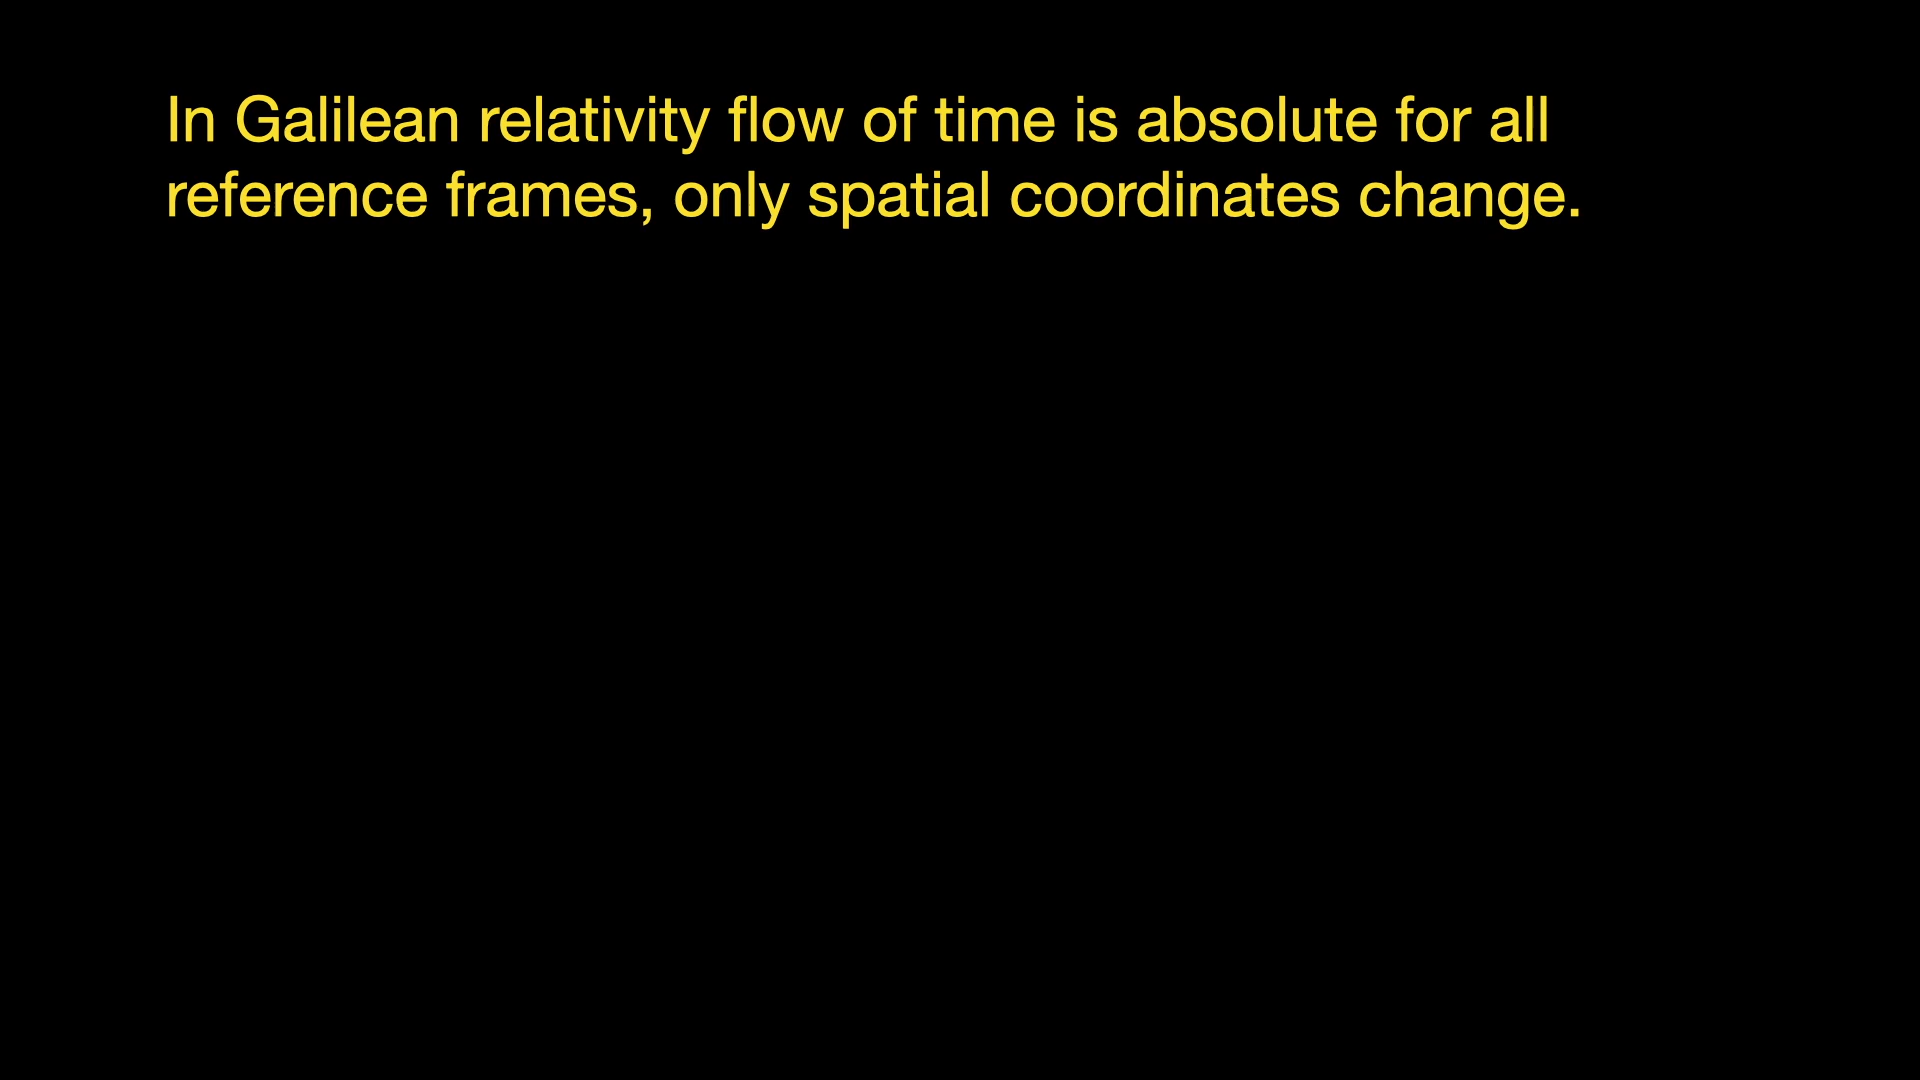 In Galilean relativity flow of time is absolute for all
reference frames, only spatial coordinates change.